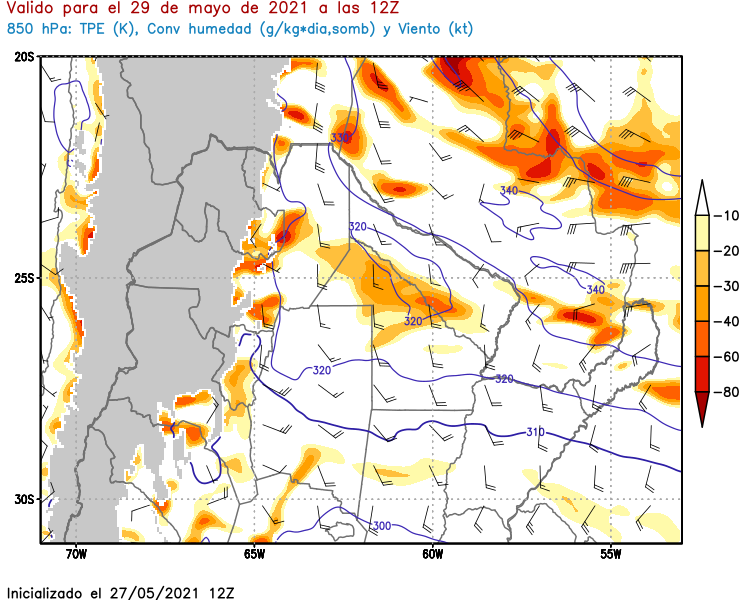 Valido para el 29 de mayo de 2021 a las 12Z
850 hPa: TPE (K), Conv humedad (g/kg*dia,somb) y Viento (kt)
20S
330
340
320
-10
-20
25S
340
-30
320
-40
320
320
-60
-80
310
30S
300
70W 65W 60W 55W
Inicializado el 27/05/2021 12Z